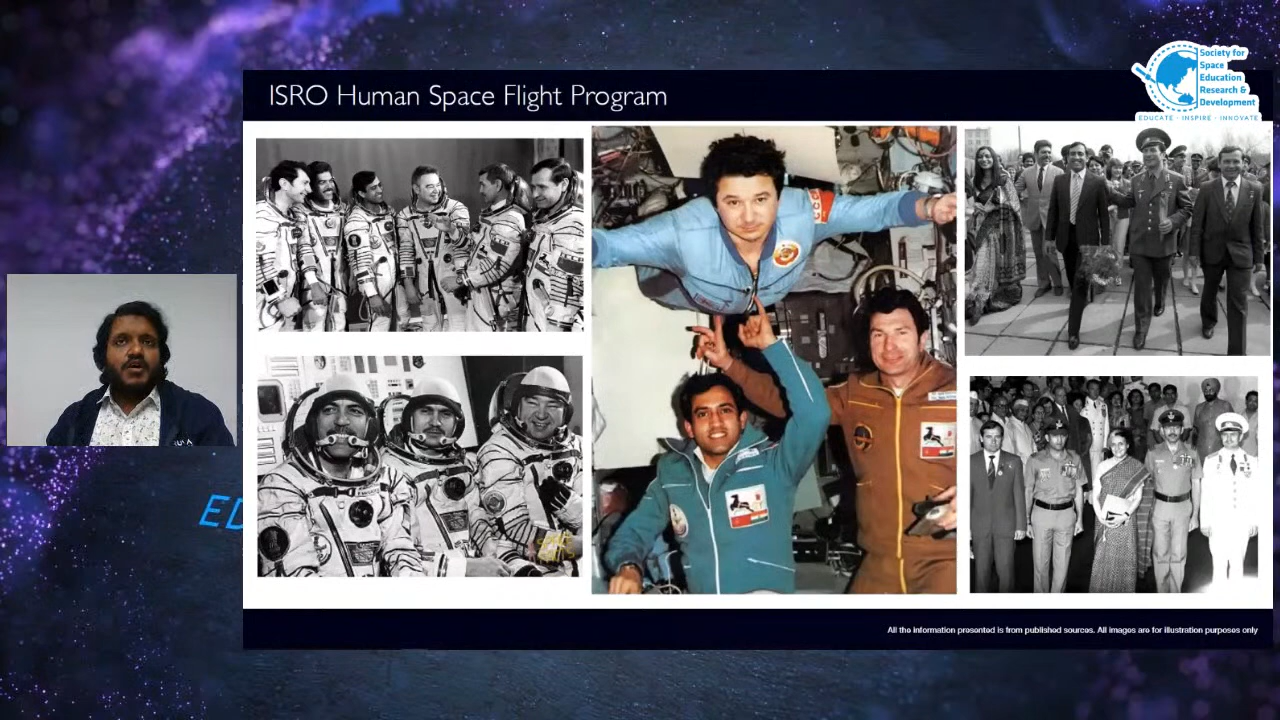 ISRO Human Space Flight Program
Society for
Space
Education
Research &
Development
EDUCATE · INSPIRE · INNOVATE
СССР
ED
All the information presented is from published sources. All images are for illustration purposes only